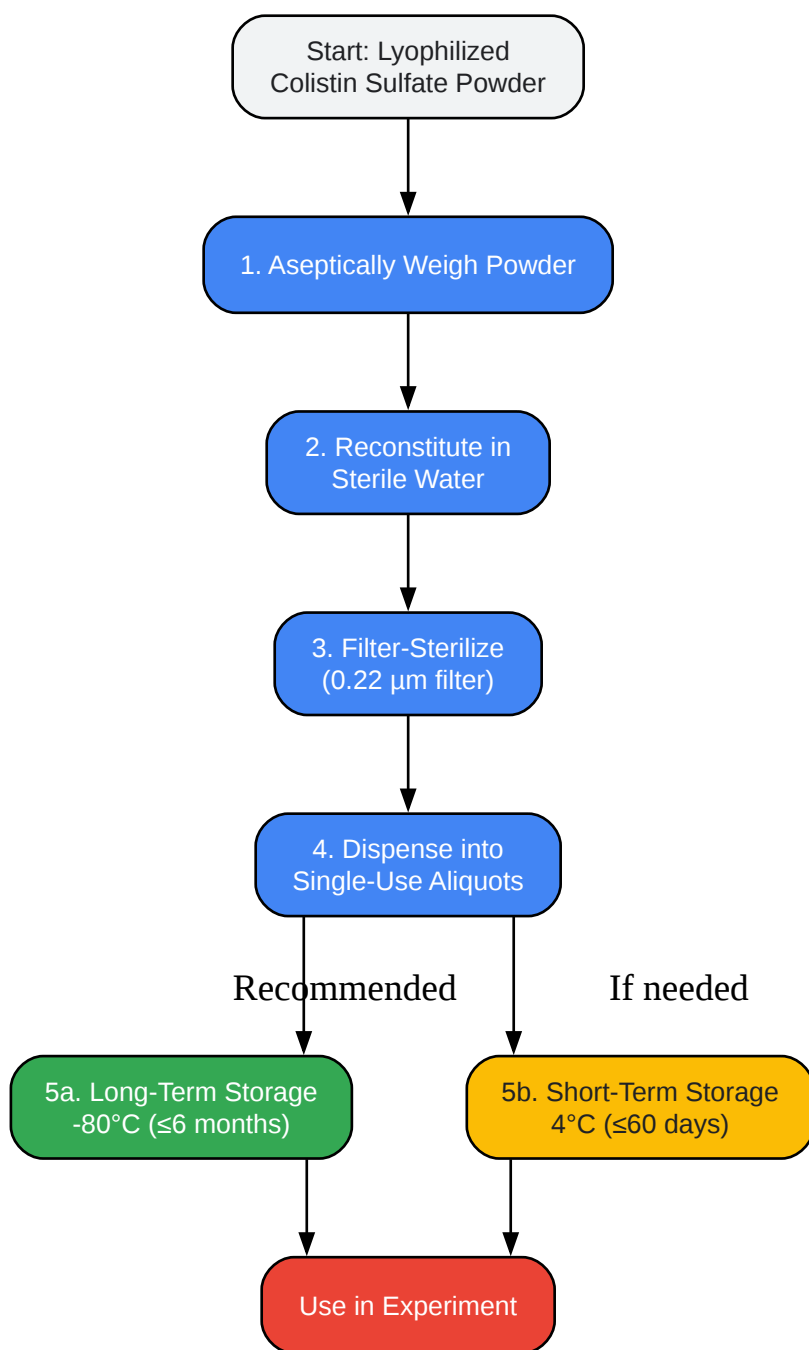 Start: Lyophilized
Colistin Sulfate Powder
1. Aseptically Weigh Powder
2. Reconstitute in
Sterile Water
3. Filter-Sterilize
(0.22 µm filter)
4. Dispense into
Single-Use Aliquots
Recommended
If needed
5a. Long-Term Storage
-80°C (≤6 months)
5b. Short-Term Storage
4°C (≤60 days)
Use in Experiment